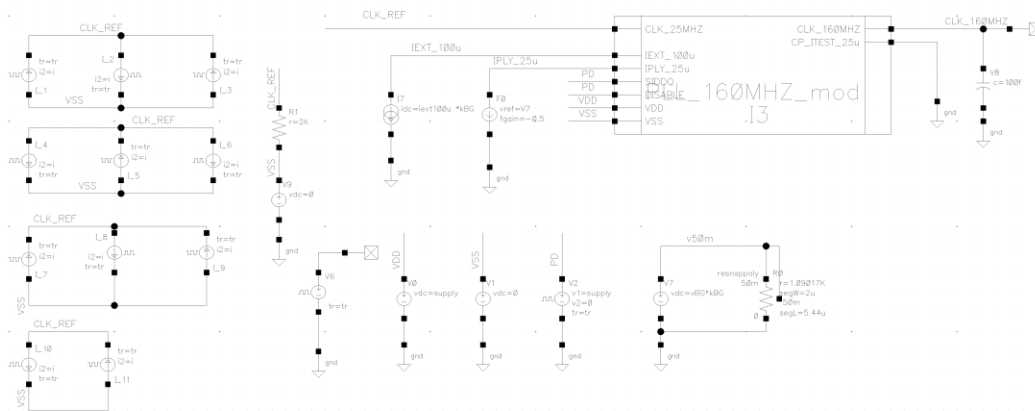 CLK_REF
I_2
tr=tr
i2=i
i2=i
tr=tr
tr=tr
i2=i
I_1
I_3
VSS
CLK_REF
I_4
tr=tr
i2=i
I_6
i2=i
tr=tr
I_5
i2=i
tr=tr
VSS
CLK_REF
tr=tr
i2=i
I_8
i2=i
tr=tr
tr=tr
i2=i
I_7
I_9
VSS
CLK_REF
I_10
i2=i
tr=tr
tr=tr
i2=i
I_11
VSS
CLK_REF
R1
r=2K
VSS
V9
vdc=0
gnd
CLK_REF
IEXT_100u
IPLY_25u
PD
PD
VDD
VSS
I7
idc=iext100u *kBG
gnd
F0
vref=V7
fgain=-0.5
gnd
CLK_25MHZ
IEXT_100u
IPLY_25u
SIDDQ
DISABLE
VDD
VSS
_160MHZ_mod
I3
CLK_160MHZ
CP_ITEST_25u
CLK_160MHZ
gnd
V8
c=100f
gnd
V6
tr=tr
gnd
VDD
V0
vdc=supply
gnd
VSS
V1
vdc=0
gnd
PD
V2
v1=supply
v2=0
tr=tr
gnd
v50m
V7
vdc=vBG*kBG
gnd
resnsppoly
50m
R0
r=1.09017K
segW=2u
50m
segL=5.44u
0